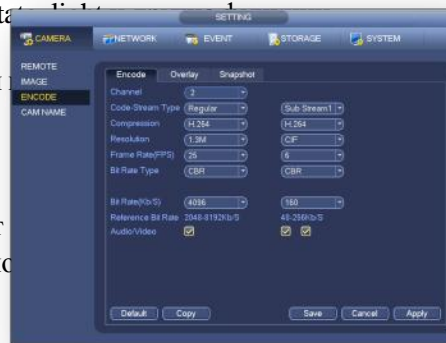 SETTING
CAMERA NETWORK EVENT STORAGE SYSTEM
REMOTE
IMAGE
ENCODE
CAM NAME
Encode Overlay Snapshot
Channel 2
Code-Stream Type Regular Sub Stream1
Compression H.264 H.264
Resolution 1.3M CIF
Frame Rate(FPS) 25 6
Bit Rate Type CBR CBR
Bit Rate(Kb/S) 4096 160
Reference Bit Rate 2048-8192Kb/S 48-256Kb/S
Audio/Video
Default Copy Save Cancel Apply